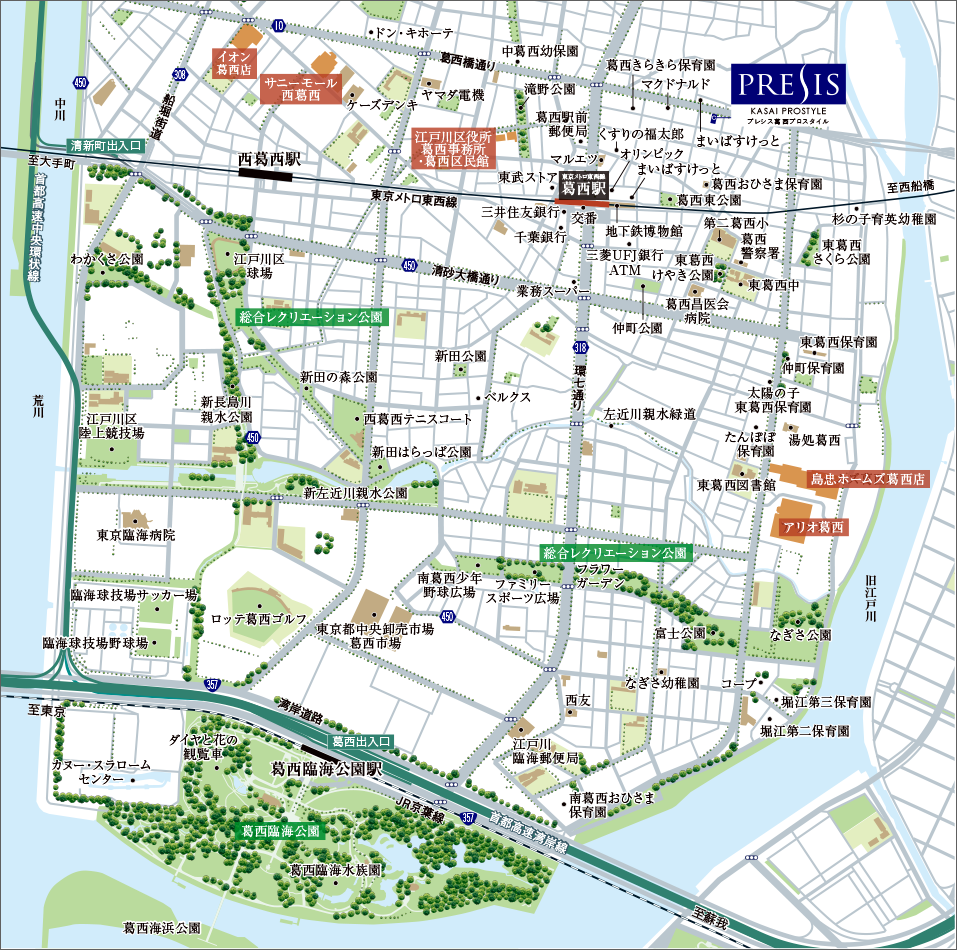 10
ドン・キホーテ
イオン
葛西店
中葛西幼保園
葛西橋通り
葛西きらきら保育園
マクドナルド
PRESIS
KASAI PROSTYLE
プレシス葛西プロスタイル
450
308
サニーモール
西葛西
ケーズデンキ
ヤマダ電機
滝野公園
中川
船堀街道
葛西駅前
郵便局
江戸川区役所
葛西事務所
・葛西区民館
くすりの福太郎
まいばすけっと
清新町出入口
至大手町
西葛西駅
マルエツ
オリンピック
まいばすけっと
東武ストア
東京メトロ東西線
葛西駅
葛西おひさま保育園
至西船橋
東京メトロ東西線
葛西東公園
首都高速中央環状線
三井住友銀行
交番
千葉銀行
地下鉄博物館
第二葛西小
杉の子育英幼稚園
葛西
警察署
東葛西
さくら公園
わかくさ公園
江戸川区
球場
450
清砂大橋通り
三菱UFJ銀行
ATM
東葛西
けやき公園
東葛西中
業務スーパー
葛西昌医会
病院
総合レクリエーション公園
仲町公園
318
環七通り
新田公園
東葛西保育園
仲町保育園
新田の森公園
荒川
新長島川
親水公園
ベルクス
太陽の子
東葛西保育園
江戸川区
陸上競技場
西葛西テニスコート
左近川親水緑道
450
たんぽぽ
保育園
湯処葛西
新田はらっぱ公園
東葛西図書館
島忠ホームズ葛西店
新左近川親水公園
アリオ葛西
東京臨海病院
総合レクリエーション公園
フラワー
ガーデン
南葛西少年
野球広場
ファミリー
スポーツ広場
旧江戸川
臨海球技場サッカー場
ロッテ葛西ゴルフ
東京都中央卸売市場
葛西市場
450
富士公園
なぎさ公園
臨海球技場野球場
357
なぎさ幼稚園
コープ
至東京
湾岸道路
西友
堀江第三保育園
堀江第二保育園
ダイヤと花の
観覧車
葛西出入口
江戸川
臨海郵便局
カヌー・スラローム
センター
葛西臨海公園駅
JR京葉線
357
南葛西おひさま
保育園
首都高速湾岸線
葛西臨海公園
葛西臨海水族園
至蘇我
葛西海浜公園